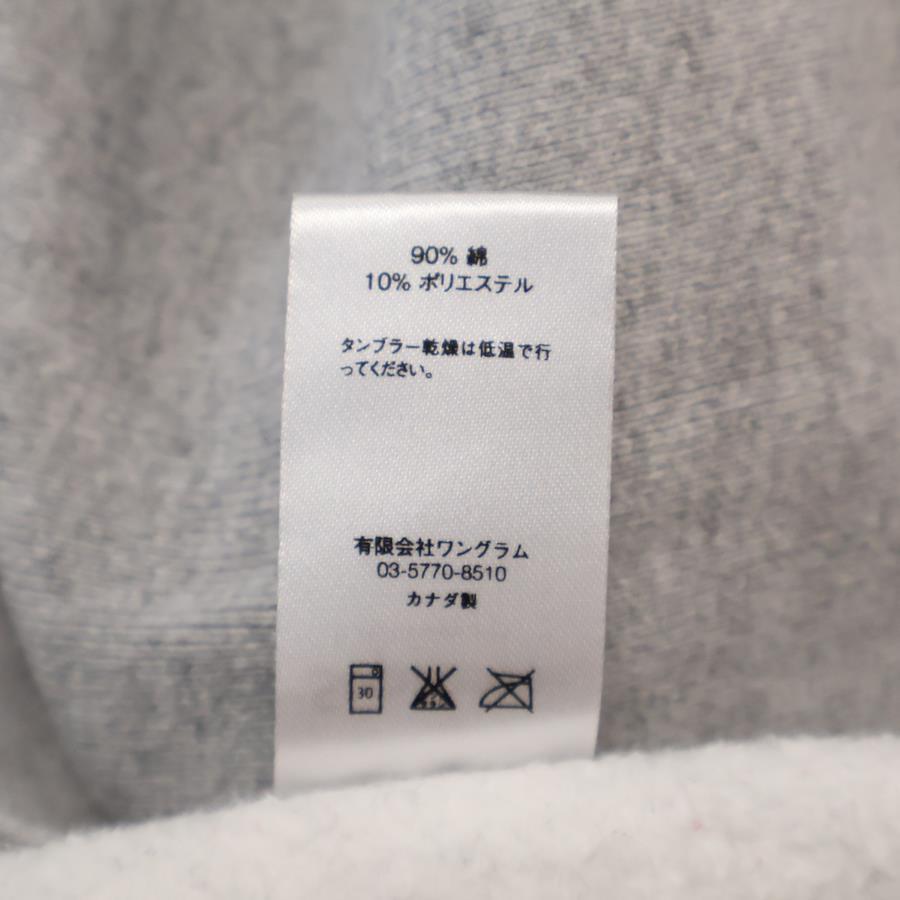 90% 綿
10% ポリエステル
タンブラー乾燥は低温で行
ってください。
有限会社ワングラム
03-5770-8510
カナダ製
30